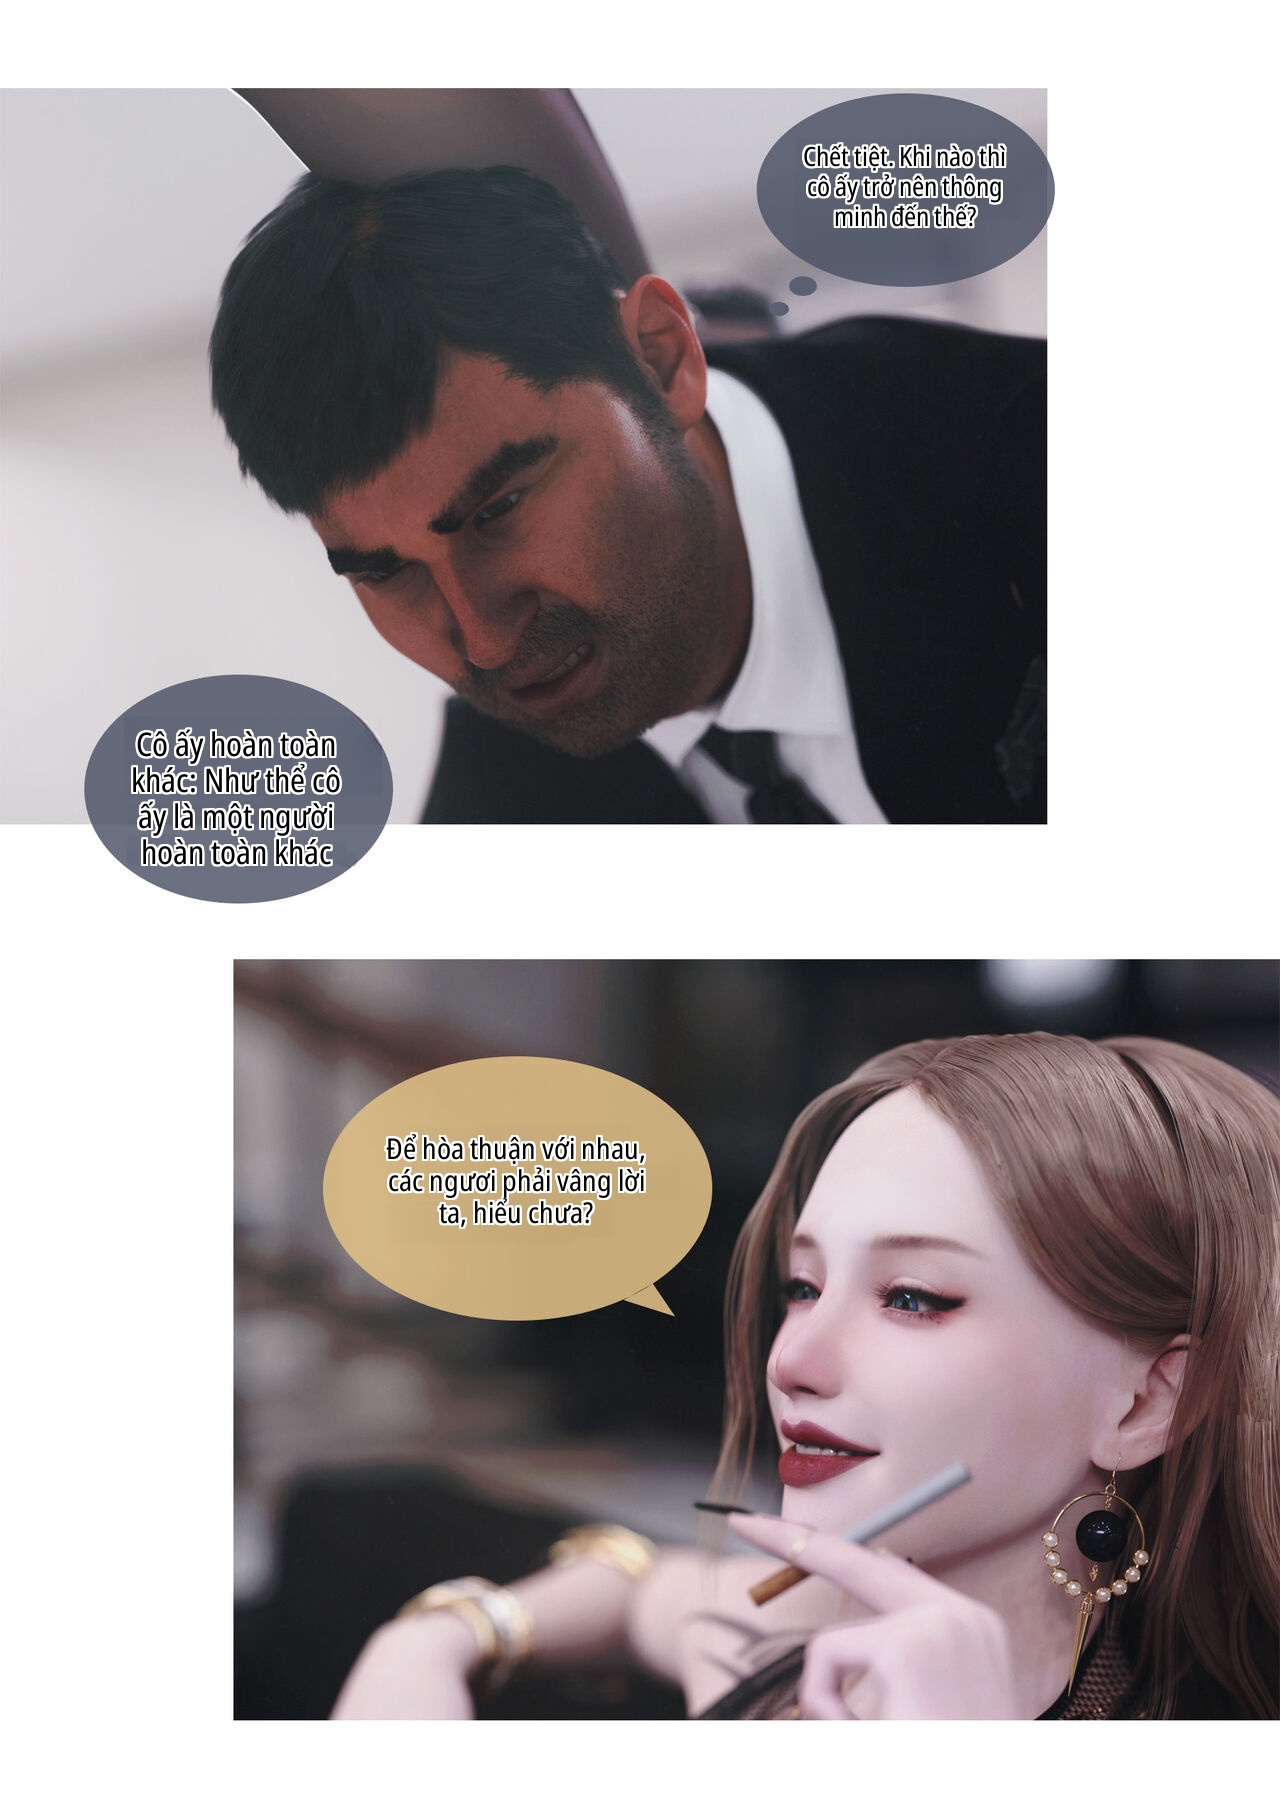 Chết tiệt. Khi nào thì
cô ấy trở nên thông
minh đến thế?
Cô ấy hoàn toàn
khác: Như thể cô
ấy là một người
hoàn toàn khác
Để hòa thuận với nhau,
các ngươi phải vâng lời
ta, hiểu chưa?